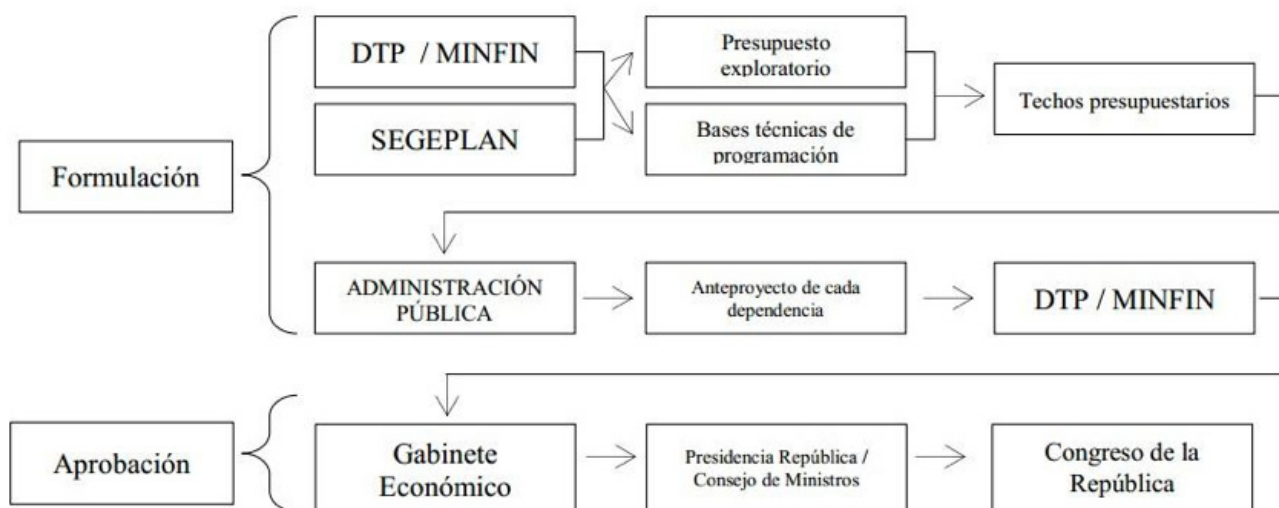 DTP / MINFIN
Presupuesto
exploratorio
Techos presupuestarios
SEGEPLAN
Bases técnicas de
programación
Formulación
ADMINISTRACIÓN
PÚBLICA
Anteproyecto de cada
dependencia
DTP / MINFIN
Aprobación
Gabinete
Económico
Presidencia República /
Consejo de Ministros
Congreso de la
República